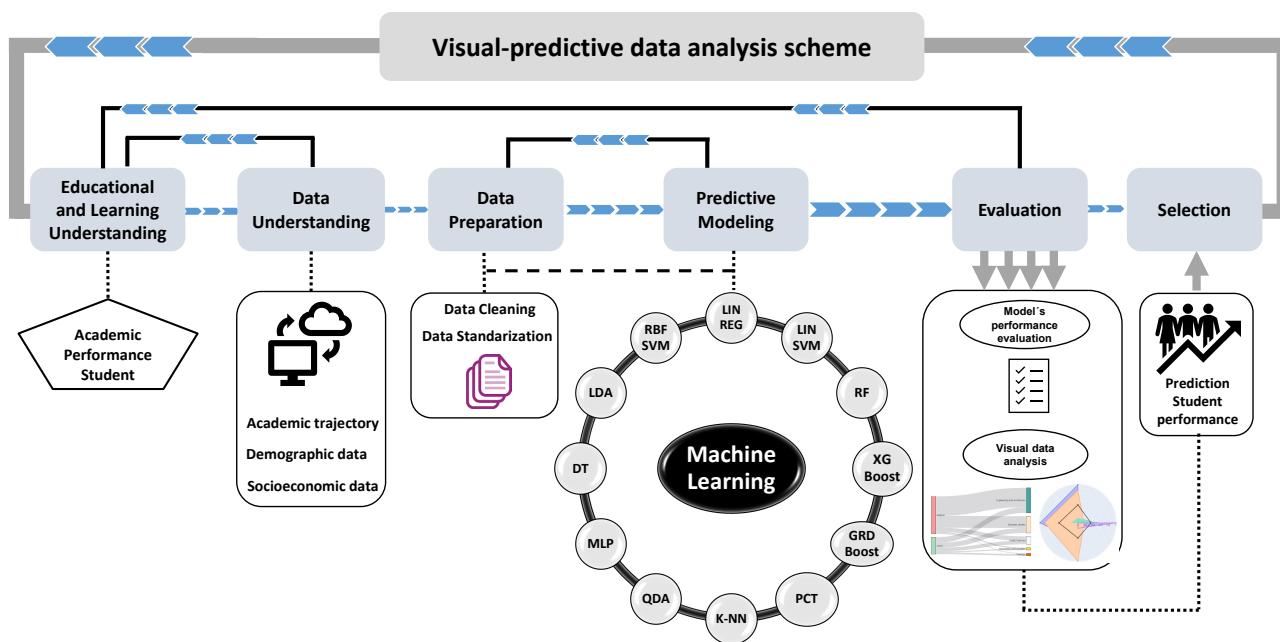 Visual-predictive data analysis scheme
Educational
and Learning
Understanding
Data
Understanding
Data
Preparation
Predictive
Modeling
Evaluation
Selection
Academic
Performance
Student
Academic trajectory
Demographic data
Socioeconomic data
Data Cleaning
Data Standarization
LIN
REG
LIN
SVM
RF
XG
Boost
GRD
Boost
PCT
K-NN
QDA
MLP
DT
LDA
RBF
SVM
Machine
Learning
Model´s
performance
evaluation
Visual data
analysis
Prediction
Student
performance